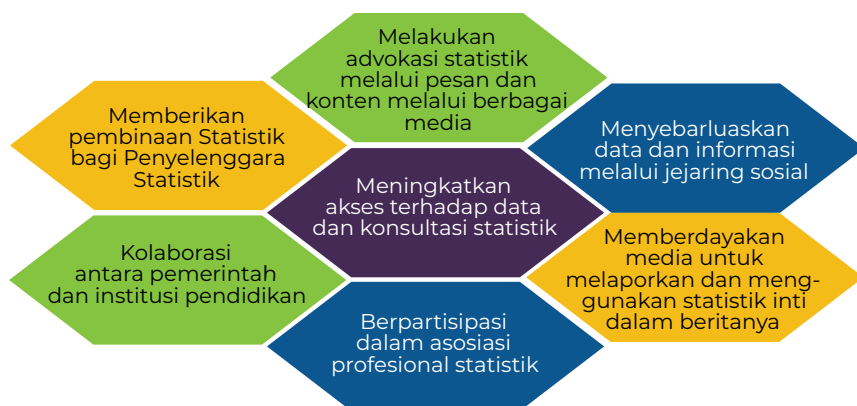 Melakukan
advokasi statistik
melalui pesan dan
konten melalui berbagai
media
Memberikan
pembinaan Statistik
bagi Penyelenggara
Statistik
Menyebarluaskan
data dan informasi
melalui jejaring sosial
Meningkatkan
akses terhadap data
dan konsultasi statistik
Kolaborasi
antara pemerintah
dan institusi pendidikan
Memberdayakan
media untuk
melaporkan dan meng-
gunakan statistik inti
dalam beritanya
Berpartisipasi
dalam asosiasi
profesional statistik